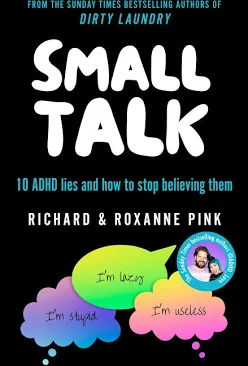 FROM THE SUNDAY TIMES BESTSELLING AUTHORS OF
DIRTY LAUNDRY
SMALL
TALK
10 ADHD lies and how to stop believing them
RICHARD & ROXANNE PINK
the Sunday Times bestselling authors @ADHD_love
I'm lazy
I'm stupid
I'm useless